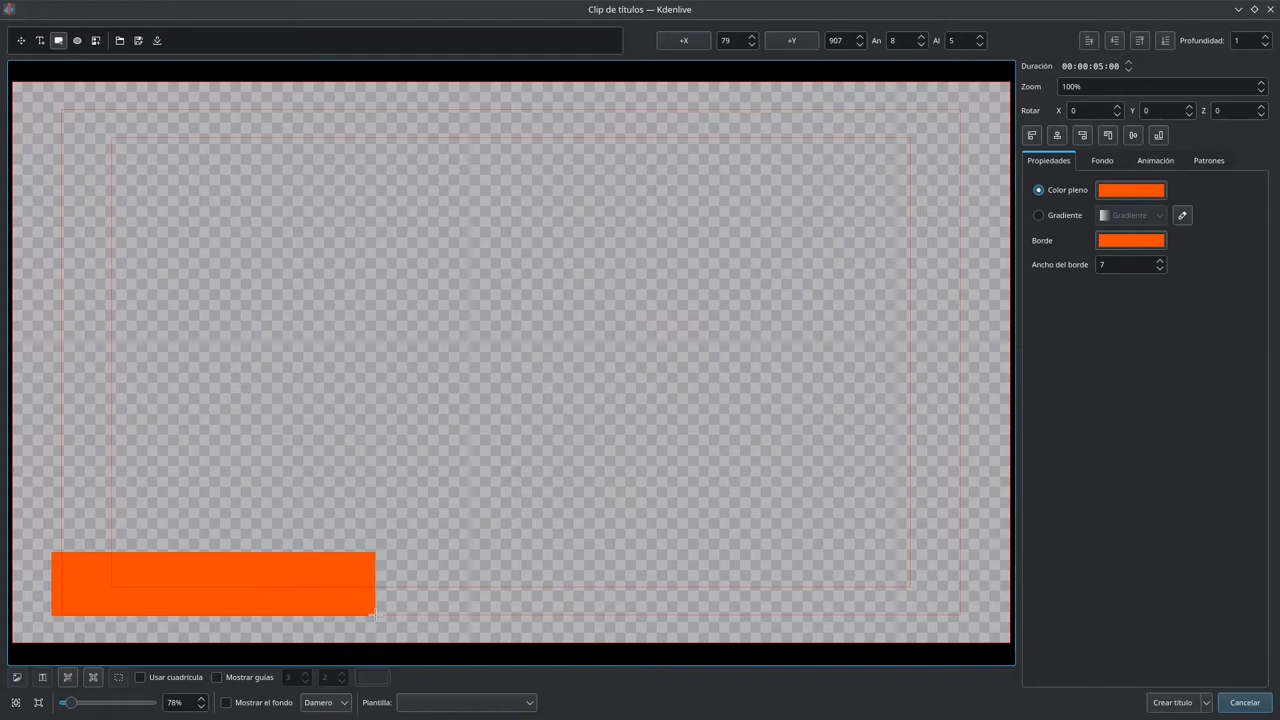 Clip de títulos — Kdenlive
+X 79 +Y 907 An 8 Al 5 Profundidad: 1
Duración 00:00:05:00
Zoom 100%
Rotar X 0 Y 0 Z 0
Propiedades Fondo Animación Patrones
Color pleno
Gradiente Gradiente
Borde
Ancho del borde 7
Usar cuadrícula Mostrar guías 3 2
78% Mostrar el fondo Damero Plantilla: Crear título Cancelar